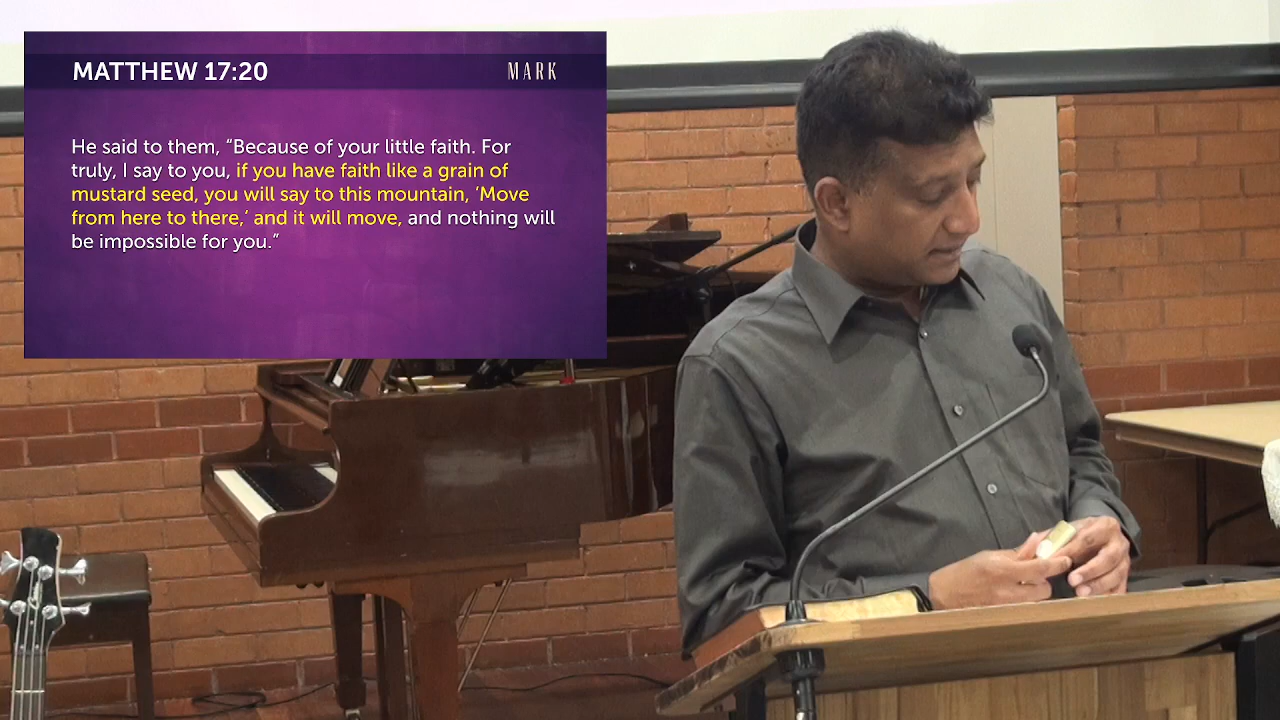 MATTHEW 17:20
MARK
He said to them, “Because of your little faith. For
truly, I say to you, if you have faith like a grain of
mustard seed, you will say to this mountain, ‘Move
from here to there,‘ and it will move, and nothing will
be impossible for you.”